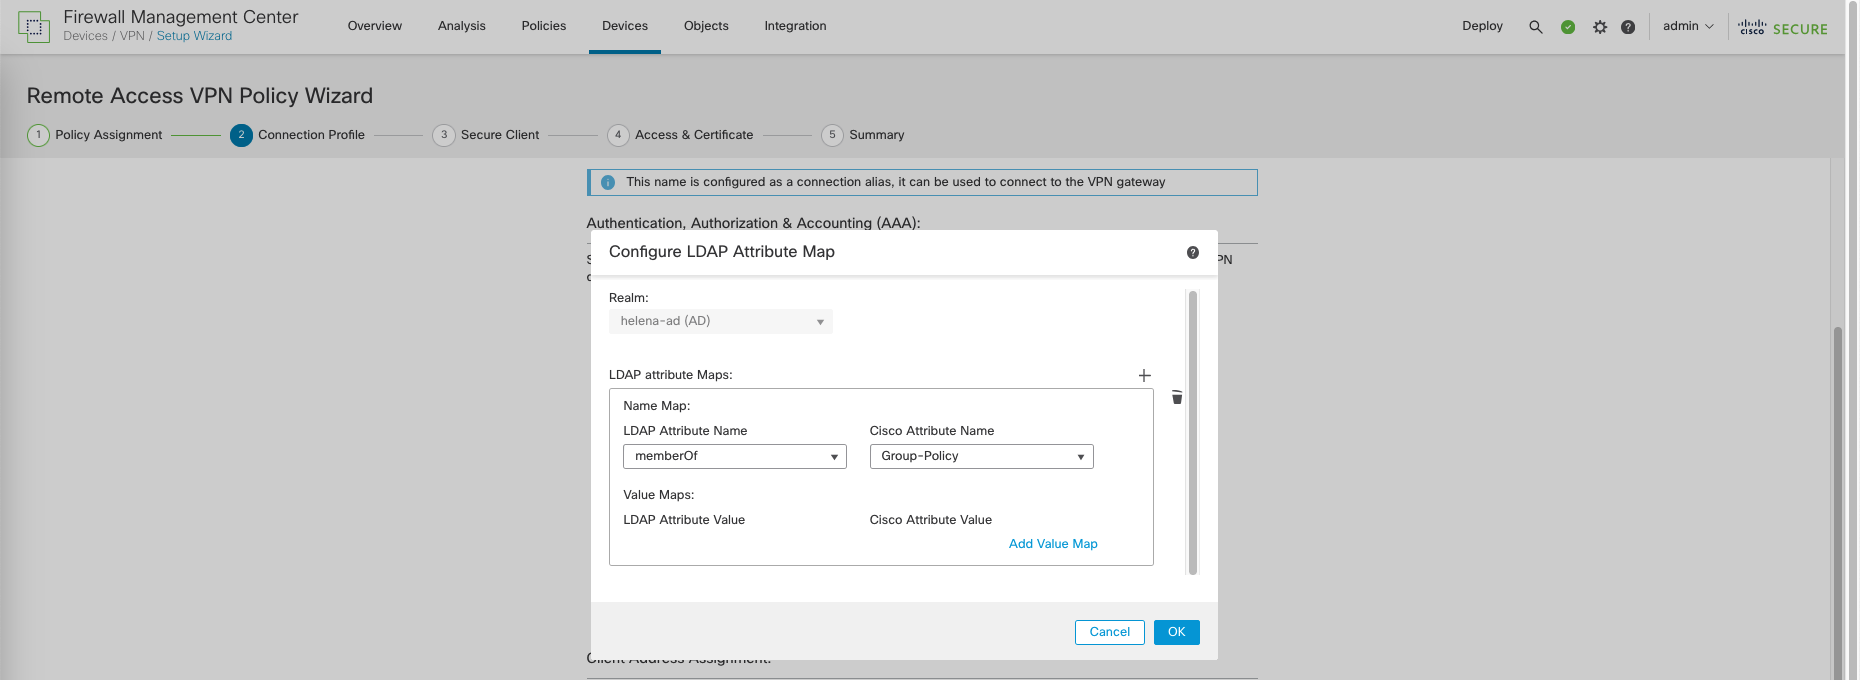 Firewall Management Center
Devices / VPN / Setup Wizard
Overview
Analysis
Policies
Devices
Objects
Integration
Deploy
admin
cisco SECURE
Remote Access VPN Policy Wizard
1 Policy Assignment
2 Connection Profile
3 Secure Client
4 Access & Certificate
5 Summary
This name is configured as a connection alias, it can be used to connect to the VPN gateway
Authentication, Authorization & Accounting (AAA):
Configure LDAP Attribute Map
Realm:
helena-ad (AD)
LDAP attribute Maps:
Name Map:
LDAP Attribute Name
Cisco Attribute Name
memberOf
Group-Policy
Value Maps:
LDAP Attribute Value
Cisco Attribute Value
Add Value Map
Cancel
OK
Client Address Assignment: